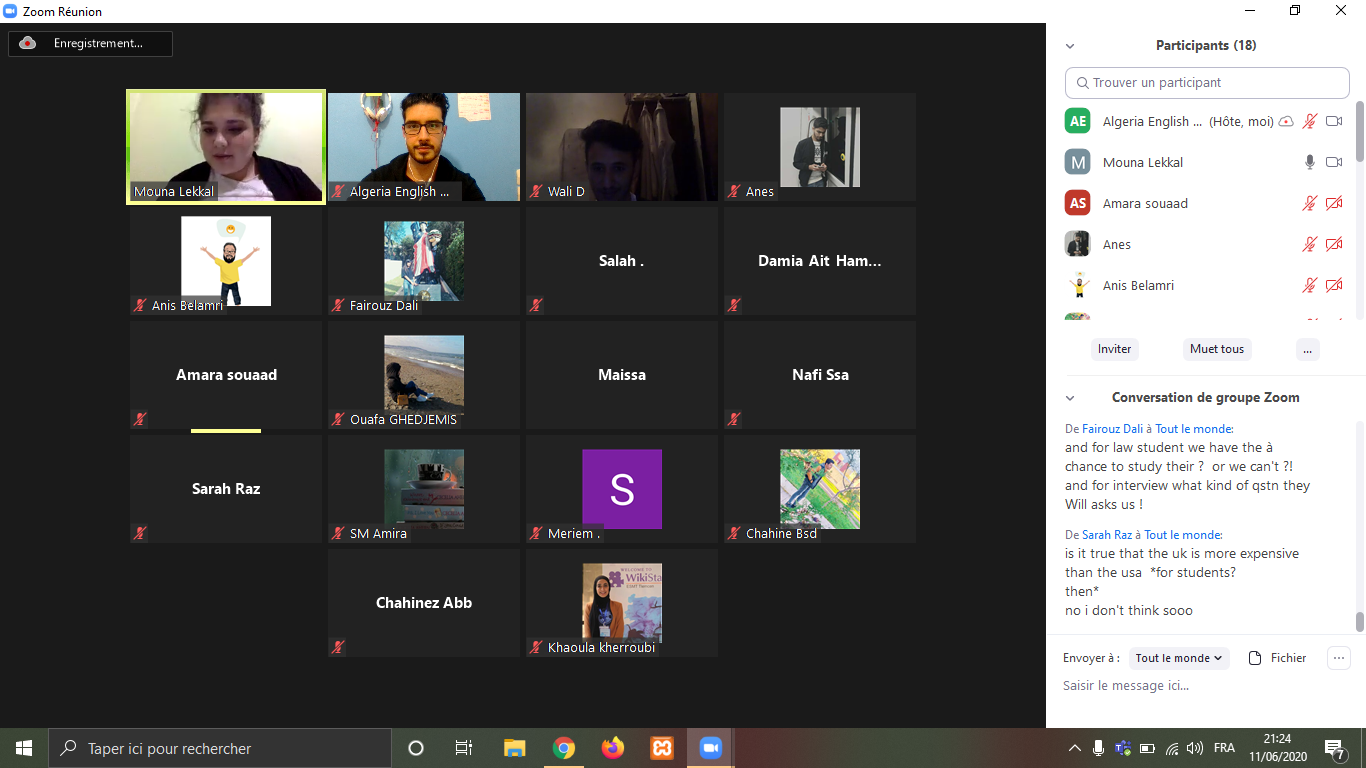 Zoom Réunion
Enregistrement...
Mouna Lekkal
Algeria English ...
Wali D
Anes
Anis Belamri
Fairouz Dali
Salah .
Damia Ait Ham...
Amara souaad
Ouafa GHEDJEMIS
Maissa
Nafi Ssa
Sarah Raz
SM Amira
S
Meriem .
Chahine Bsd
Chahinez Abb
WELCOME TO
WikiSta
Khaoula kherroubi
Participants (18)
Trouver un participant
AE Algeria English ... (Hôte, moi)
M Mouna Lekkal
AS Amara souaad
Anes
Anis Belamri
Inviter Muet tous ...
Conversation de groupe Zoom
De Fairouz Dali à Tout le monde:
and for law student we have the à
chance to study their ? or we can't ?!
and for interview what kind of qstn they
Will asks us !
De Sarah Raz à Tout le monde:
is it true that the uk is more expensive
than the usa *for students?
then*
no i don't think sooo
Envoyer à : Tout le monde Fichier ...
Saisir le message ici...
Taper ici pour rechercher
FRA
21:24
11/06/2020
7